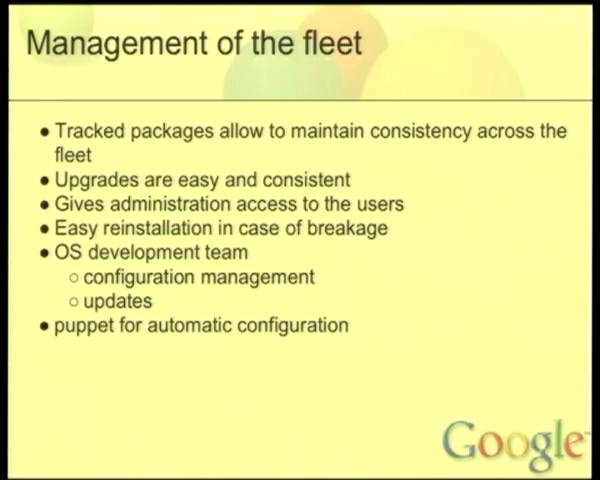 Management of the fleet
● Tracked packages allow to maintain consistency across the
fleet
● Upgrades are easy and consistent
● Gives administration access to the users
● Easy reinstallation in case of breakage
● OS development team
○ configuration management
○ updates
● puppet for automatic configuration
Google